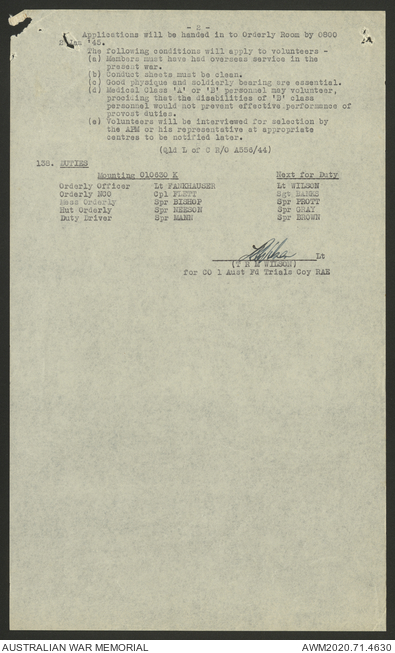 - 2 -
Applications will be handed in to Orderly Room by 0800
Jan '45.
The following conditions will apply to volunteers -
(a) Members must have had overseas service in the
present war.
(b) Conduct sheets must be clean.
(c) Good physique and soldierly bearing are essential.
(d) Medical Class 'A' or 'B' personnel may volunteer,
providing that the disabilities of 'B' class
personnel would not prevent effective performance of
provost duties.
(e) Volunteers will be interviewed for selection by
the APM or his representative at appropriate
centres to be notified later.
(Qld L of C R/O A556/44)
138. DUTIES
Mounting 010630 K Next for Duty
Orderly Officer Lt FANKHAUSER Lt WILSON
Orderly NCO Cpl FLETT Sgt BANKS
Mess Orderly Spr BISHOP Spr PROTT
Hut Orderly Spr NEESON Spr GRAY
Duty Driver Spr MANN Spr BROWN
Lt
(T R M WILSON)
for CO 1 Aust Fd Trials Coy RAE
AUSTRALIAN WAR MEMORIAL AWM2020.71.4630